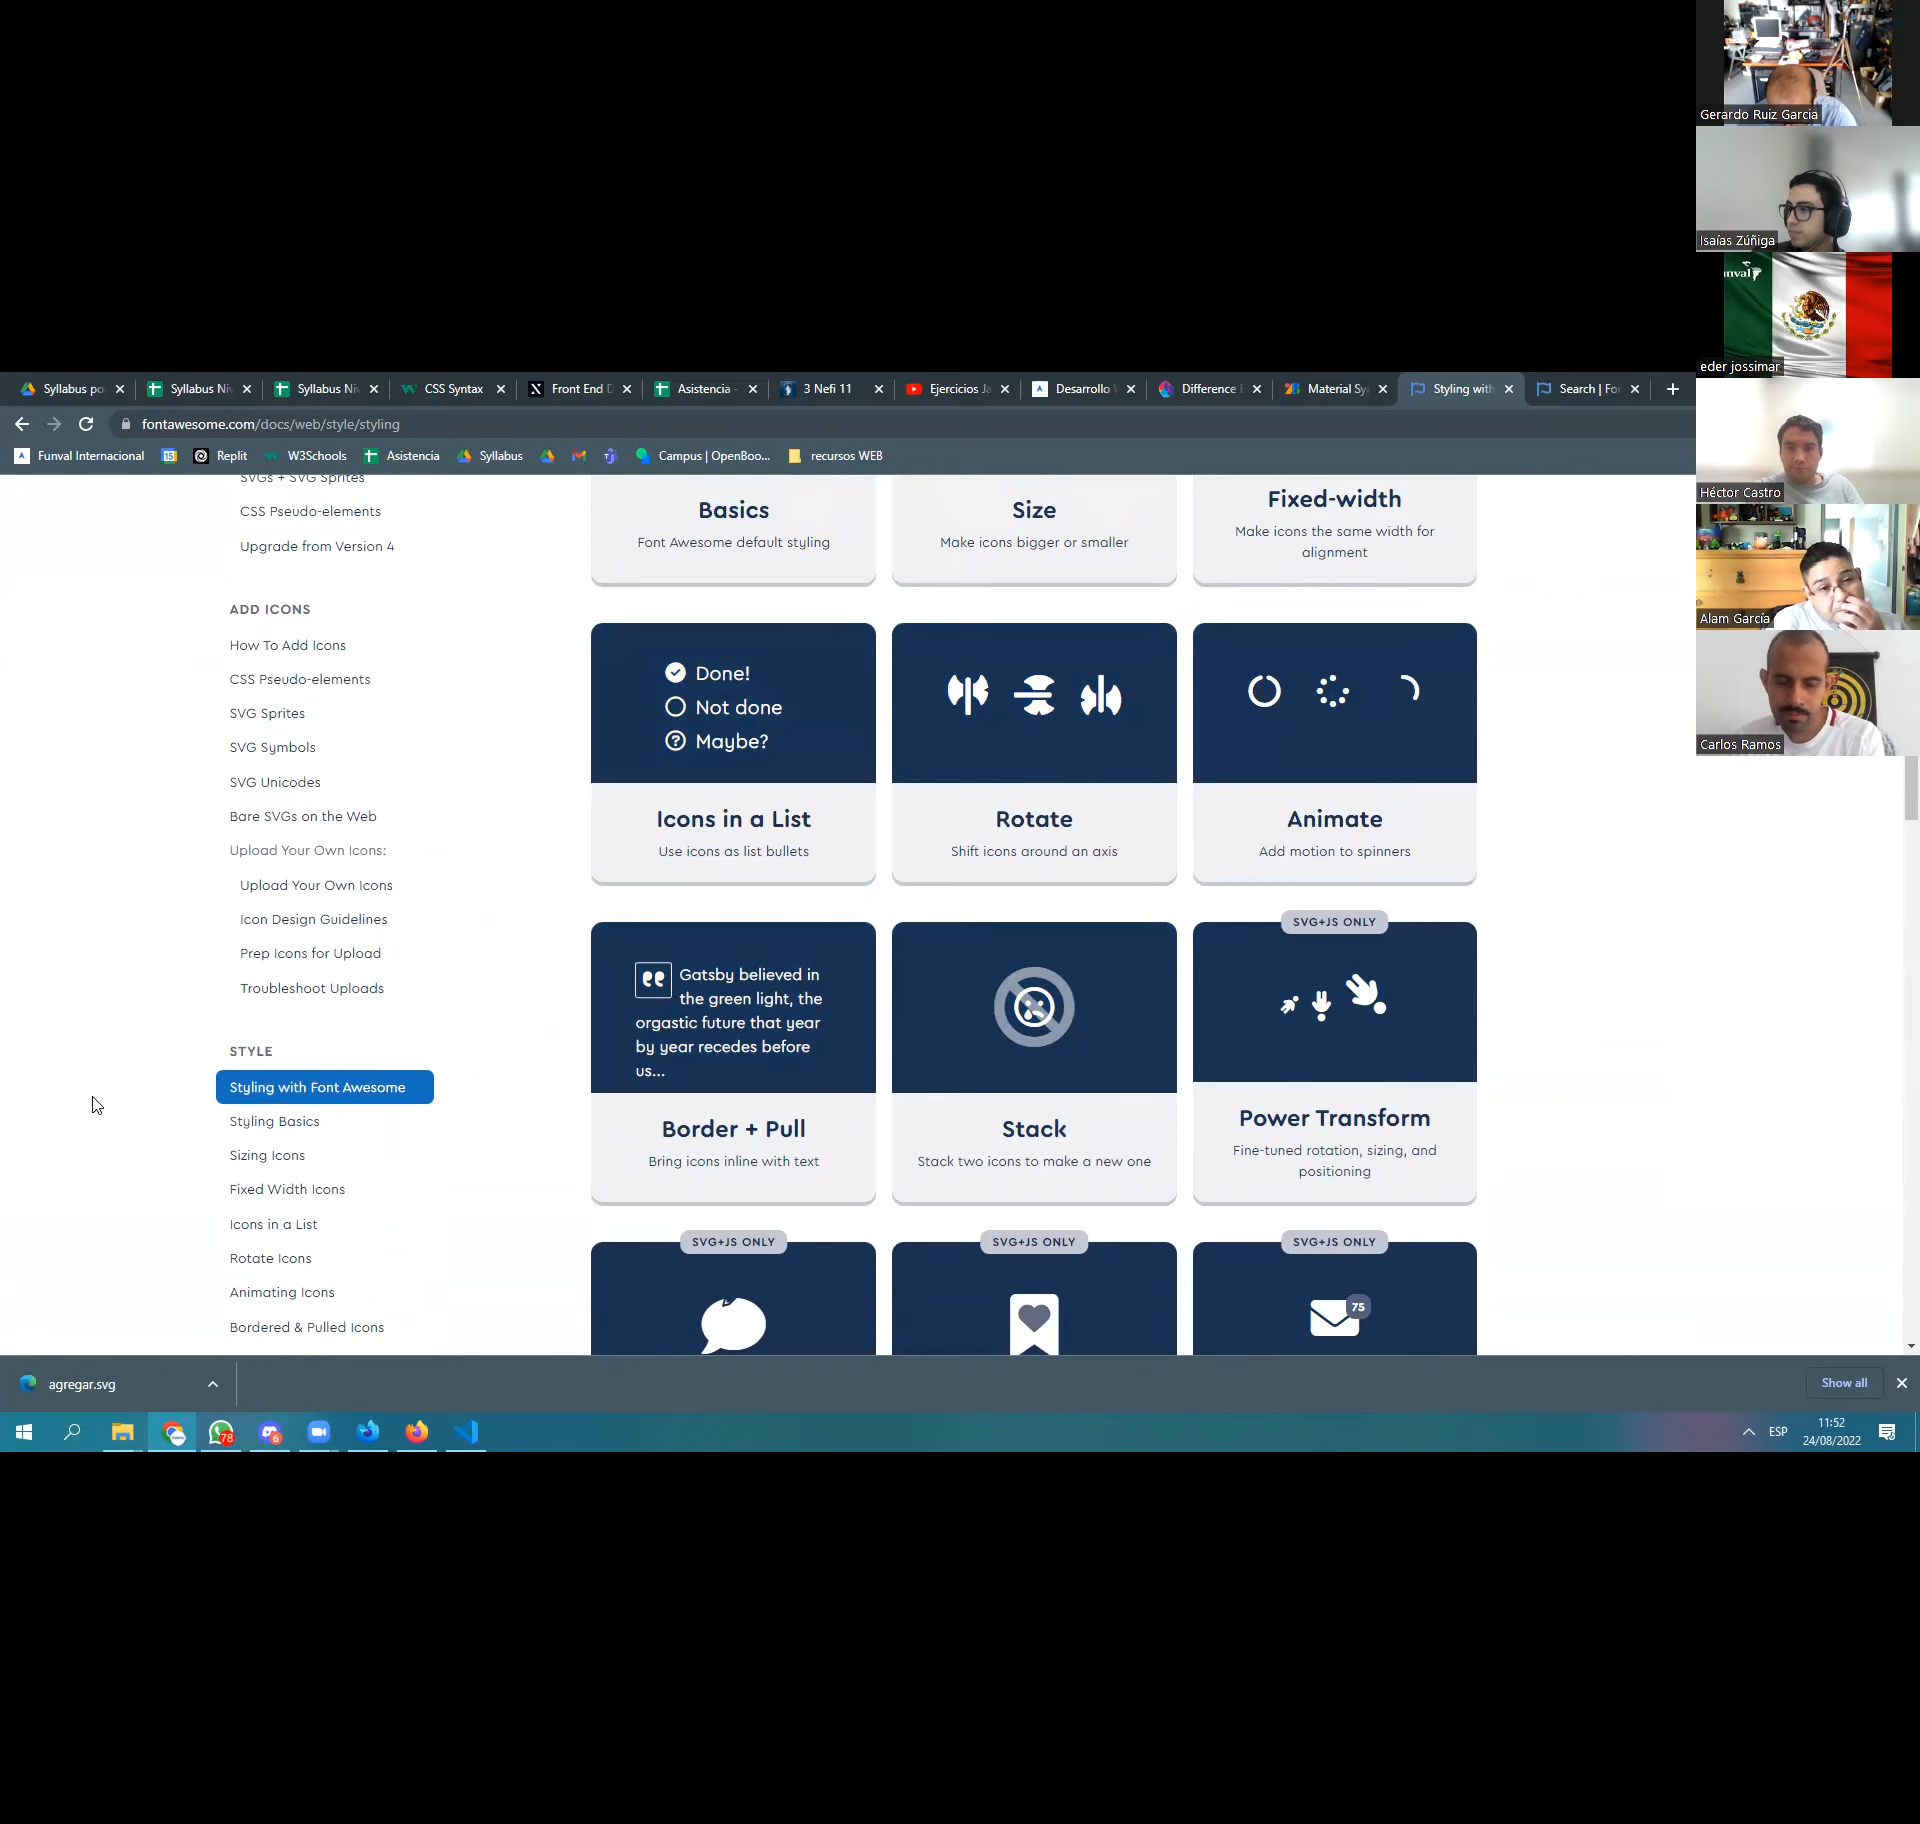 Gerardo Ruiz Garcia
Isaías Zúñiga
nval
eder jossimar
Héctor Castro
Alam García
Carlos Ramos
Syllabus po
Syllabus Niv
Syllabus Niv
CSS Syntax
Front End D
Asistencia -
3 Nefi 11
Ejercicios Ja
Desarrollo
Difference
Material Sy
Styling with
Search | Fo
fontawesome.com/docs/web/style/styling
Funval Internacional
15
Replit
W3Schools
Asistencia
Syllabus
Campus | OpenBoo...
recursos WEB
SVGs + SVG Sprites
CSS Pseudo-elements
Upgrade from Version 4
ADD ICONS
How To Add Icons
CSS Pseudo-elements
SVG Sprites
SVG Symbols
SVG Unicodes
Bare SVGs on the Web
Upload Your Own Icons:
Upload Your Own Icons
Icon Design Guidelines
Prep Icons for Upload
Troubleshoot Uploads
STYLE
Styling with Font Awesome
Styling Basics
Sizing Icons
Fixed Width Icons
Icons in a List
Rotate Icons
Animating Icons
Bordered & Pulled Icons
Basics
Font Awesome default styling
Size
Make icons bigger or smaller
Fixed-width
Make icons the same width for
alignment
Done!
Not done
Maybe?
Icons in a List
Use icons as list bullets
Rotate
Shift icons around an axis
Animate
Add motion to spinners
Gatsby believed in
the green light, the
orgastic future that year
by year recedes before
us...
Border + Pull
Bring icons inline with text
Stack
Stack two icons to make a new one
SVG+JS ONLY
Power Transform
Fine-tuned rotation, sizing, and
positioning
SVG+JS ONLY
SVG+JS ONLY
SVG+JS ONLY
75
agregar.svg
Show all
78
6
ESP
11:52
24/08/2022